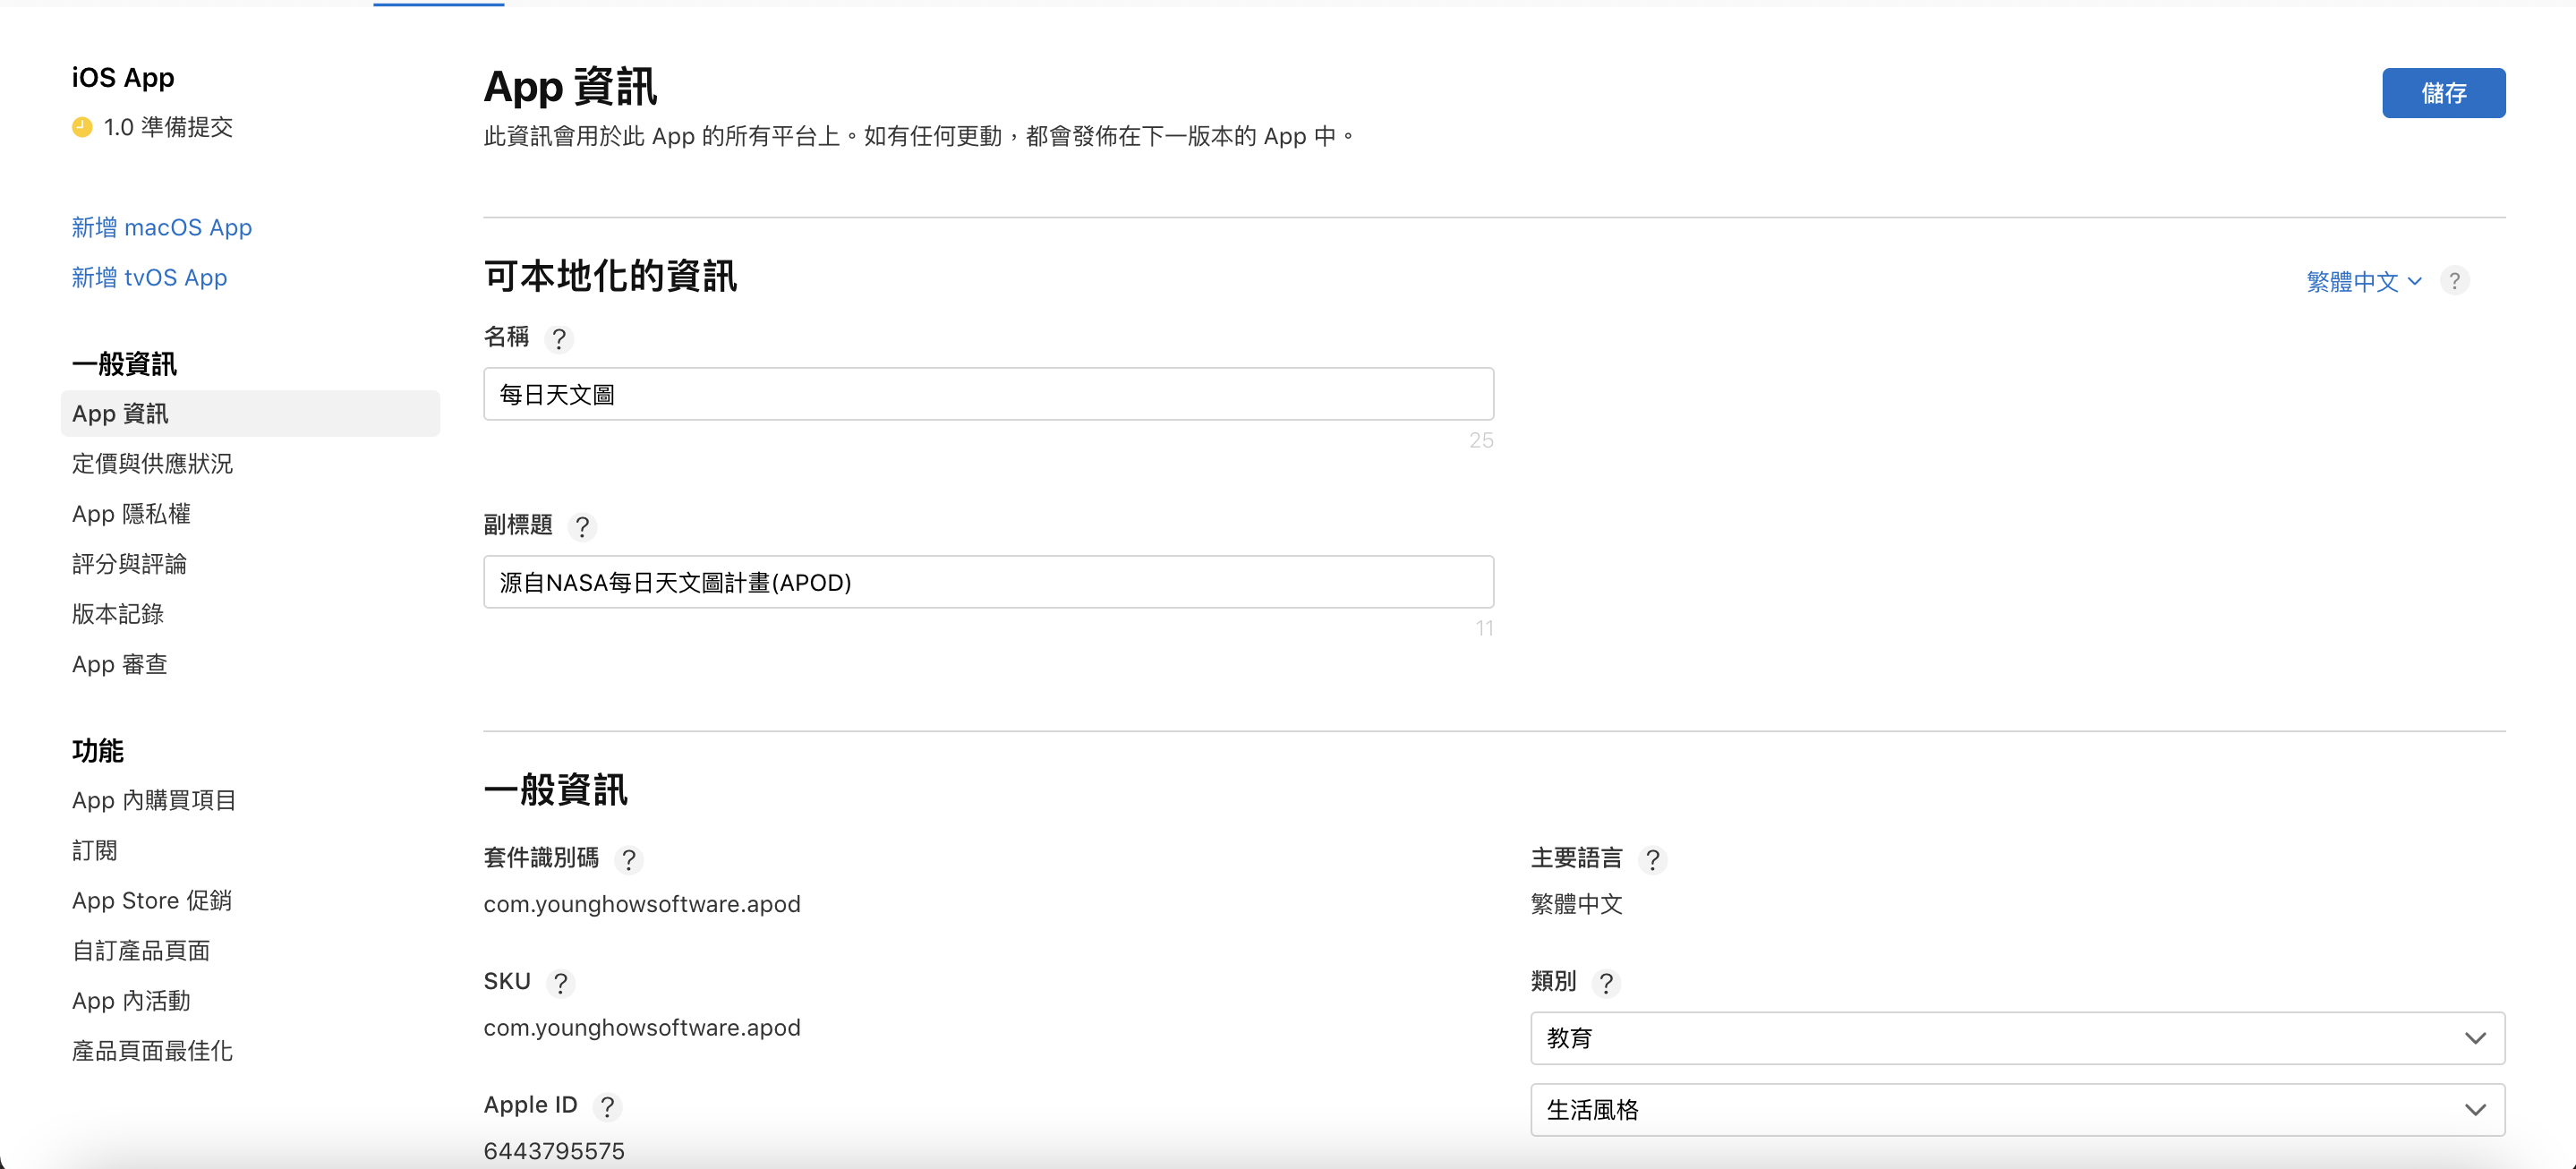 iOS App
1.0 準備提交
新增 macOS App
新增 tvOS App
一般資訊
App 資訊
定價與供應狀況
App 隱私權
評分與評論
版本記錄
App 審查
功能
App 內購買項目
訂閱
App Store 促銷
自訂產品頁面
App 內活動
產品頁面最佳化
App 資訊
儲存
此資訊會用於此 App 的所有平台上。如有任何更動，都會發佈在下一版本的 App 中。
可本地化的資訊
繁體中文 ?
名稱 ?
每日天文圖
25
副標題 ?
源自NASA每日天文圖計畫(APOD)
11
一般資訊
套件識別碼 ?
com.younghowsoftware.apod
SKU ?
com.younghowsoftware.apod
Apple ID ?
6443795575
主要語言 ?
繁體中文
類別 ?
教育
生活風格